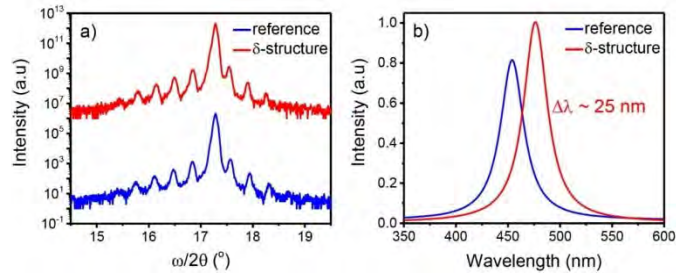 a)
reference
δ-structure
Intensity (a.u)
10^13
10^11
10^9
10^7
10^5
10^3
10^1
10^-1
15 16 17 18 19
ω/2θ (°)
b)
reference
δ-structure
Δλ ~ 25 nm
Intensity (a.u)
1.0
0.8
0.6
0.4
0.2
0.0
350 400 450 500 550 600
Wavelength (nm)